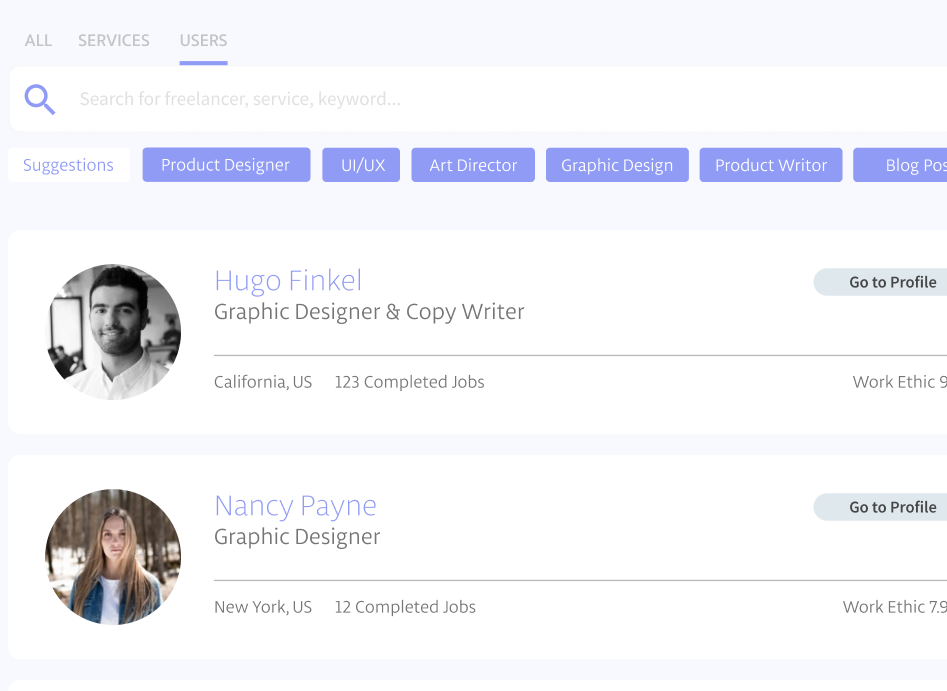 ALL SERVICES USERS
Search for freelancer, service, keyword...
Suggestions Product Designer UI/UX Art Director Graphic Design Product Writor Blog Pos
Hugo Finkel
Go to Profile
Graphic Designer & Copy Writer
California, US 123 Completed Jobs Work Ethic 9
Nancy Payne
Go to Profile
Graphic Designer
New York, US 12 Completed Jobs Work Ethic 7.9